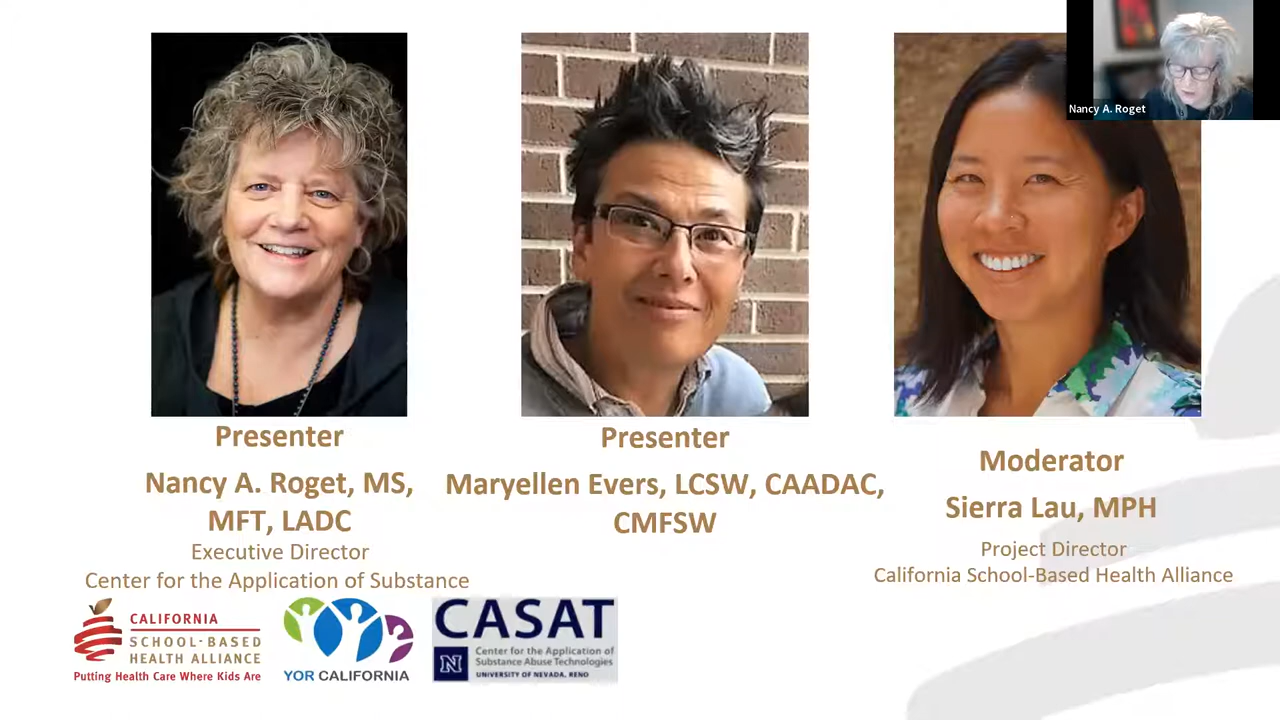 Nancy A. Roget
Presenter
Nancy A. Roget, MS,
MFT, LADC
Executive Director
Center for the Application of Substance
Presenter
Maryellen Evers, LCSW, CAADAC,
CMFSW
Moderator
Sierra Lau, MPH
Project Director
California School-Based Health Alliance
CALIFORNIA
SCHOOL-BASED
HEALTH ALLIANCE
Putting Health Care Where Kids Are
YOR CALIFORNIA
CASAT
N
Center for the Application of
Substance Abuse Technologies
UNIVERSITY OF NEVADA, RENO